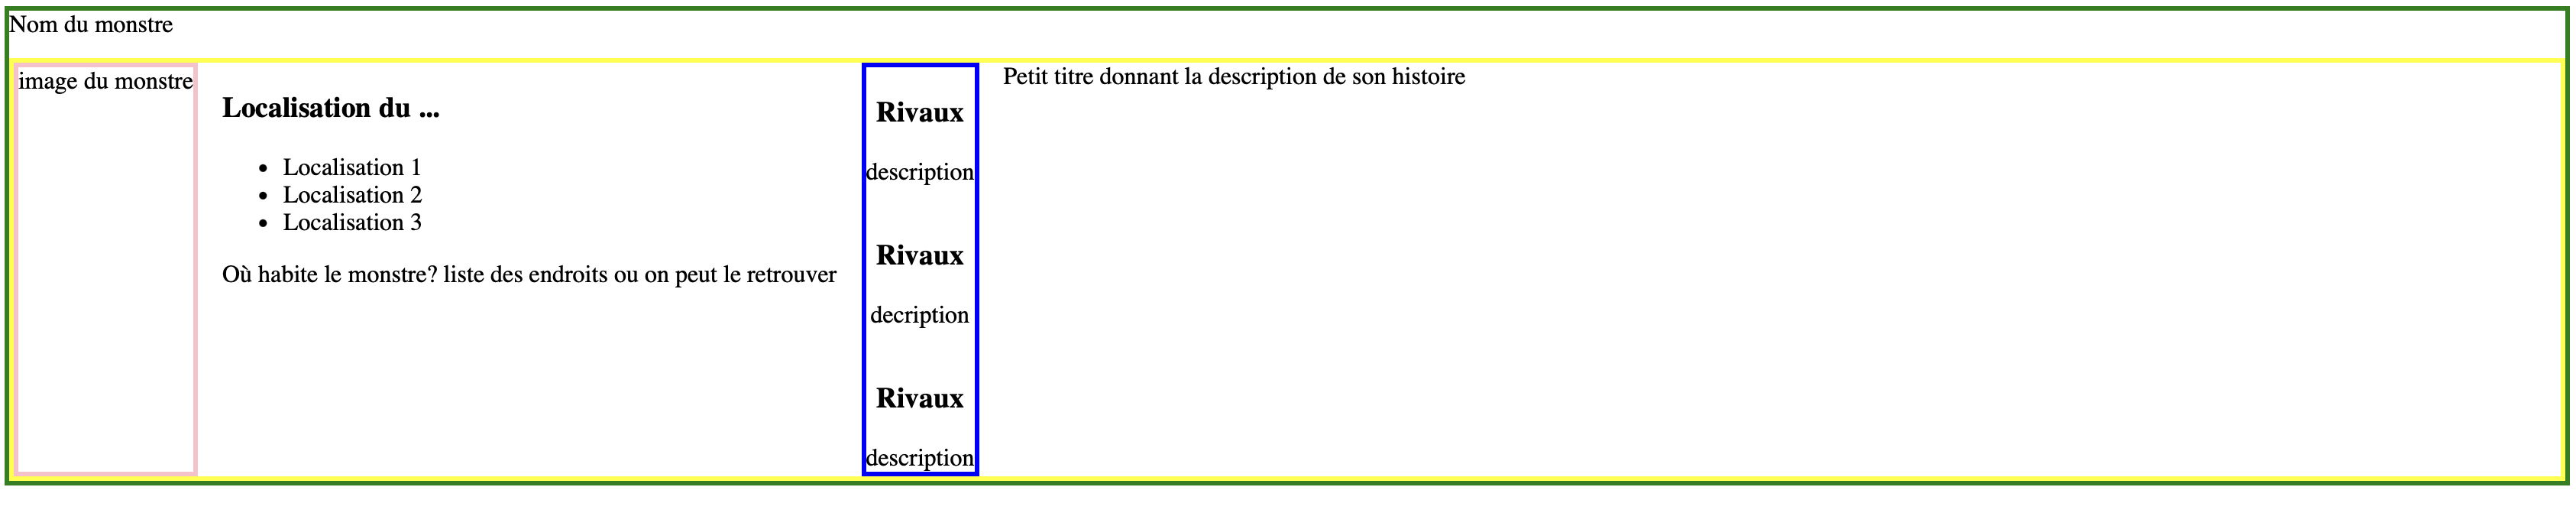 Nom du monstre
image du monstre
Localisation du ...
Localisation 1
Localisation 2
Localisation 3
Où habite le monstre? liste des endroits ou on peut le retrouver
Rivaux
description
Rivaux
decription
Rivaux
description
Petit titre donnant la description de son histoire